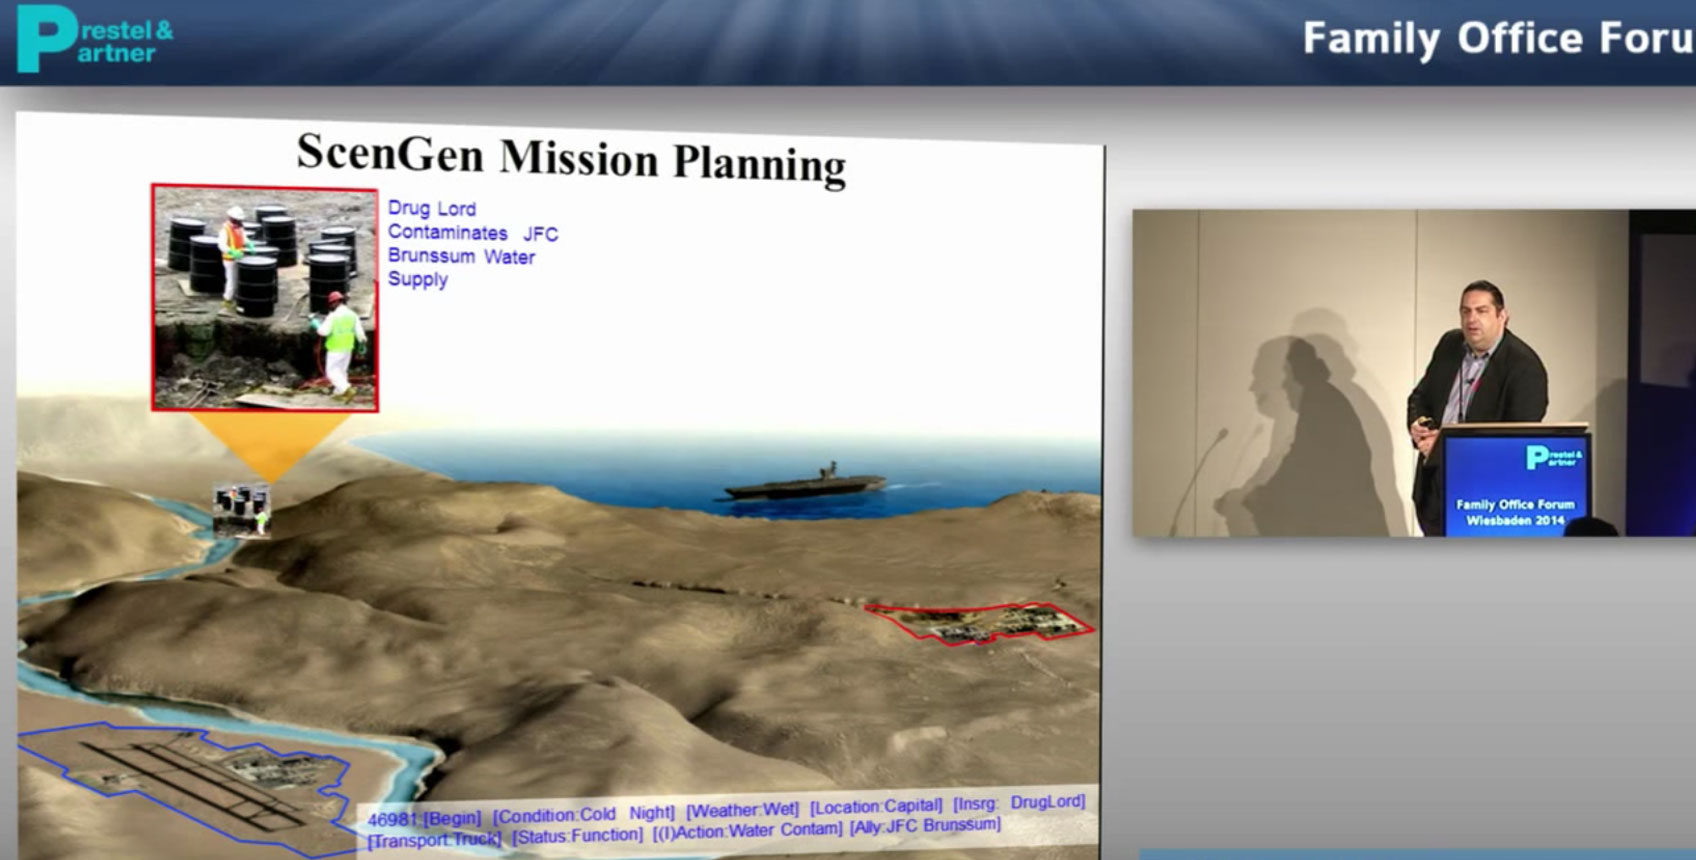 Prestel &
Partner
Family Office Foru
ScenGen Mission Planning
Drug Lord
Contaminates JFC
Brunssum Water
Supply
Prestel &
Partner
Family Office Forum
Wiesbaden 2014
46981:[Begin] [Condition:Cold Night] [Weather:Wet] [Location:Capital] [Insrg: DrugLord]
[Transport:Truck] [Status:Function] [(I)Action:Water Contam] [Ally:JFC Brunssum]